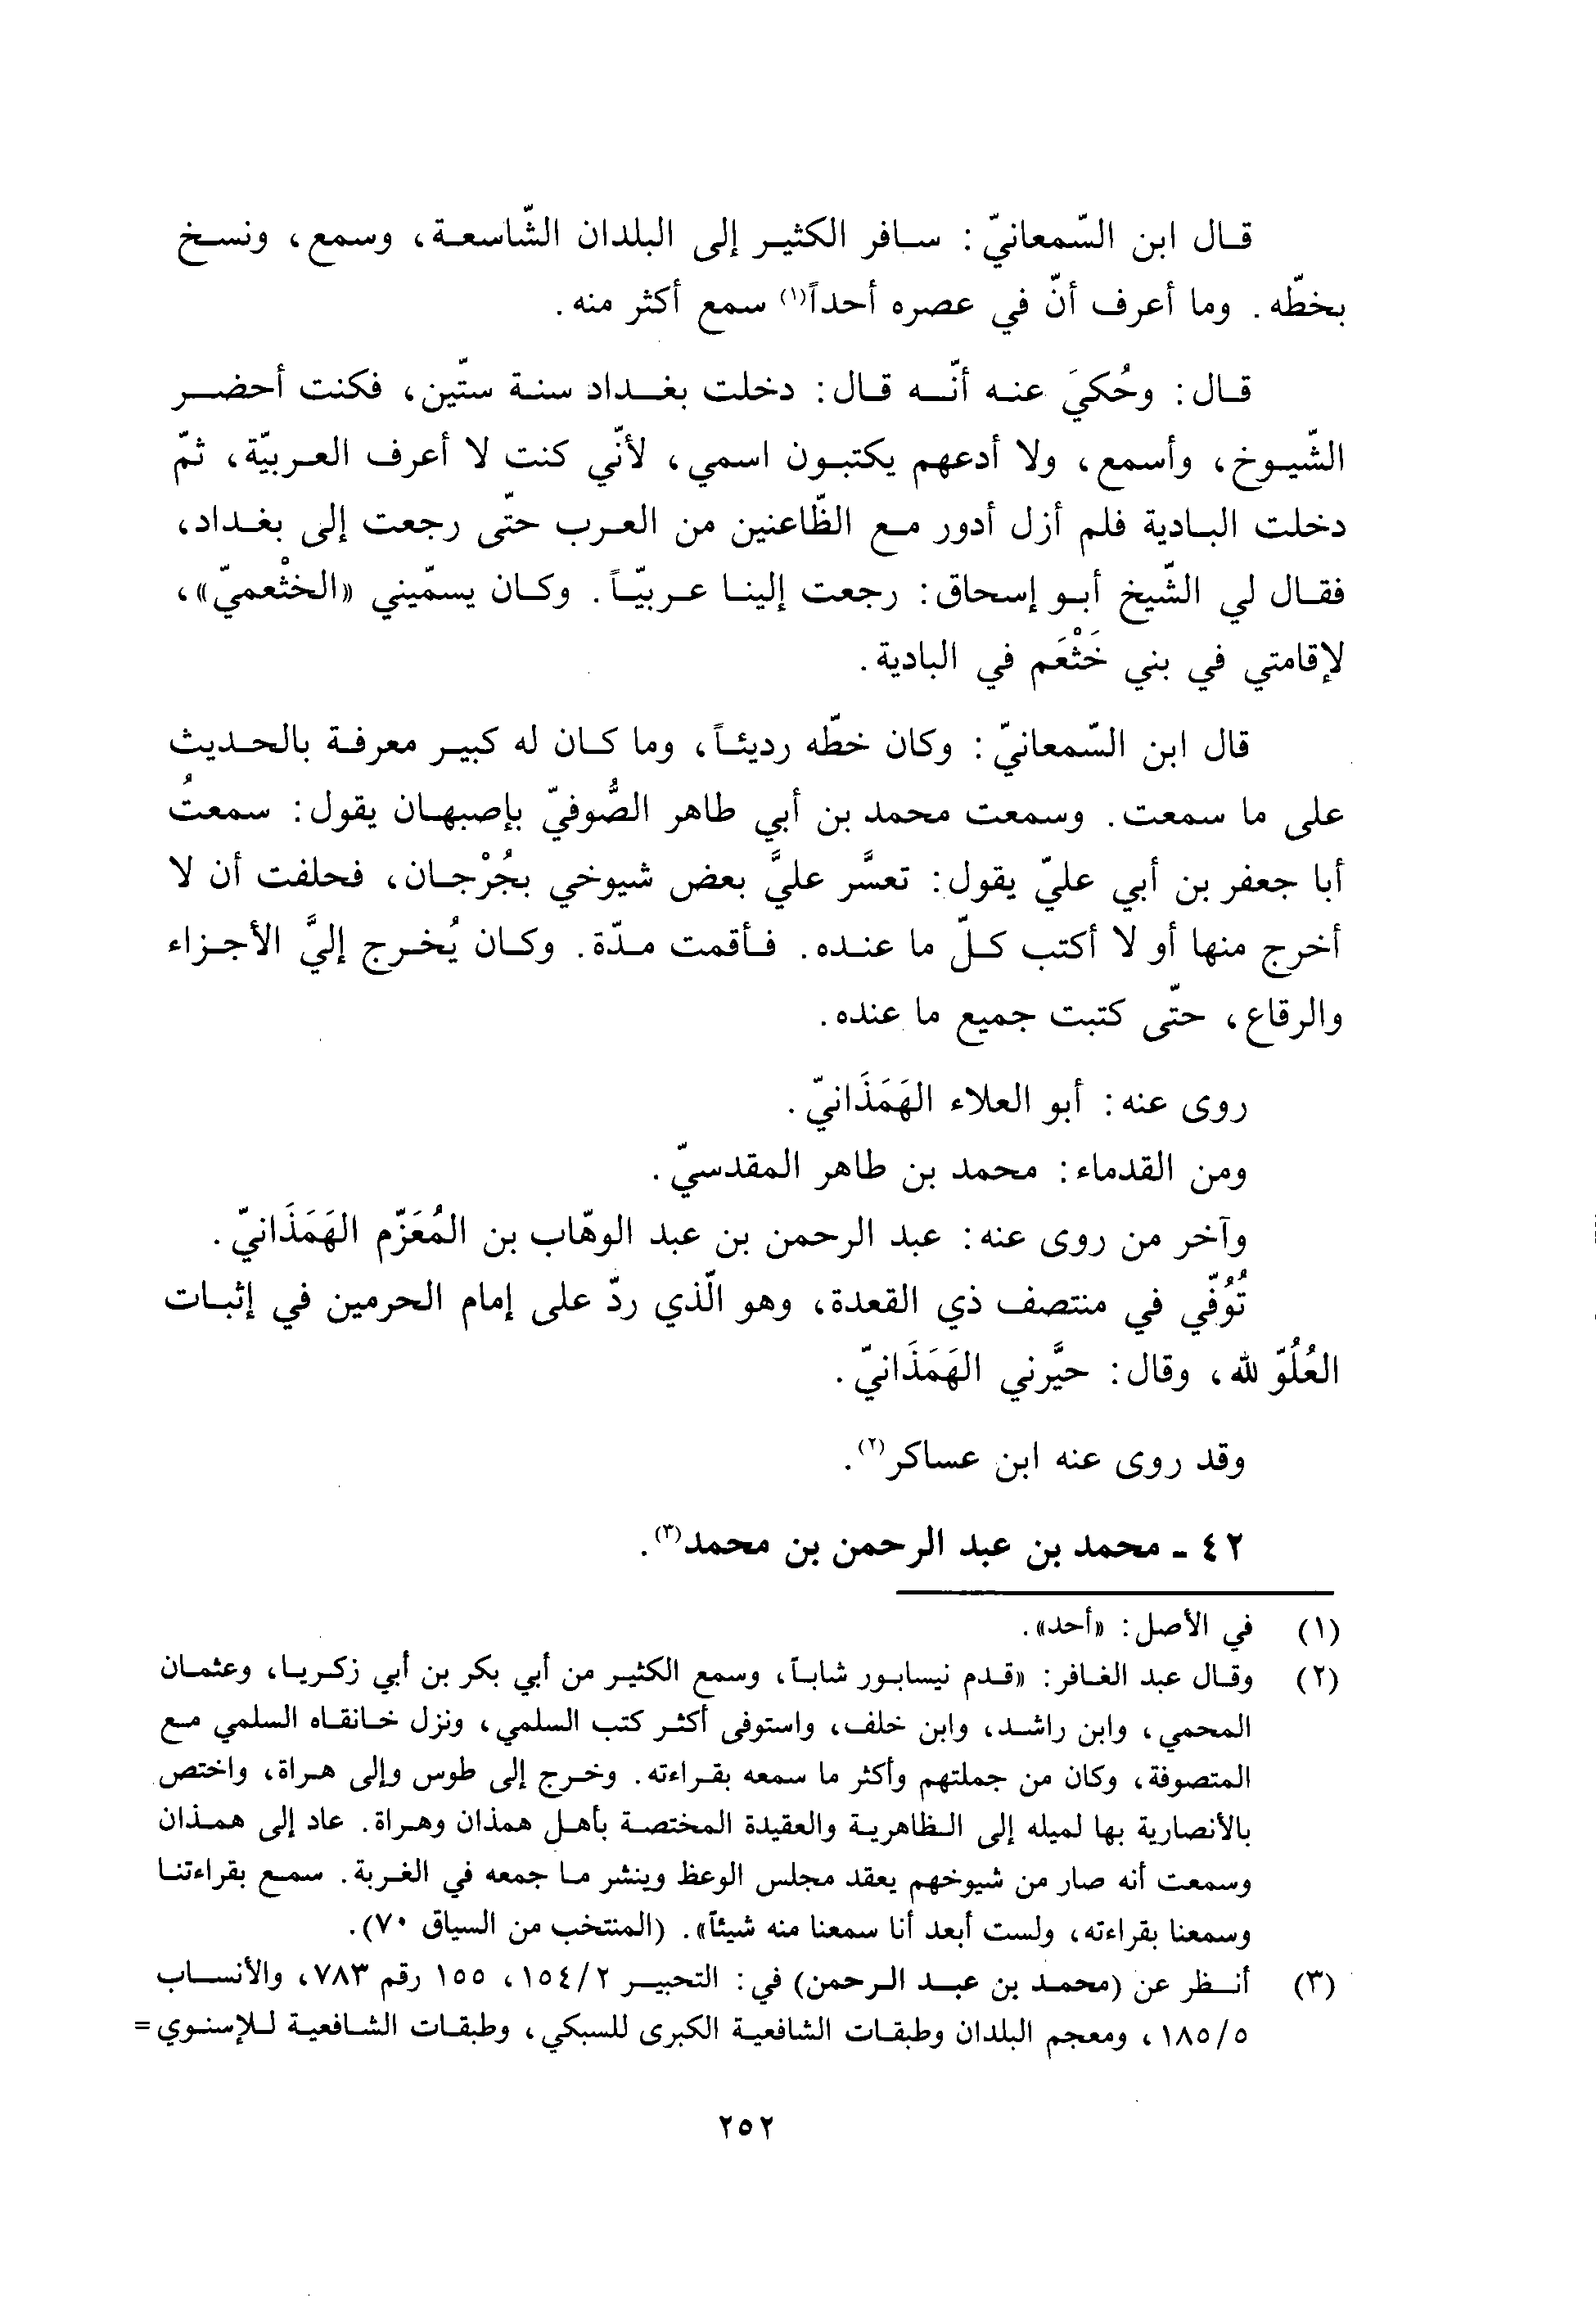 قال ابن السّمعانيّ: سافر الكثير إلى البلدان الشّاسعة، وسمع، ونسخ
بخطّه. وما أعرف أنّ في عصره أحداً(١) سمع أكثر منه.
قال: وحُكيَ عنه أنّه قال: دخلت بغداد سنة ستّين، فكنت أحضر
الشّيوخ، وأسمع، ولا أدعهم يكتبون اسمي، لأنّي كنت لا أعرف العربيّة، ثمّ
دخلت البادية فلم أزل أدور مع الظّاعنين من العرب حتّى رجعت إلى بغداد،
فقال لي الشّيخ أبو إسحاق: رجعت إلينا عربيّاً. وكان يسمّيني «الخثْعميّ»،
لإقامتي في بني خَثْعَم في البادية.
قال ابن السّمعانيّ: وكان خطّه رديئاً، وما كان له كبير معرفة بالحديث
على ما سمعت. وسمعت محمد بن أبي طاهر الصُّوفيّ بإصبهان يقول: سمعتُ
أبا جعفر بن أبي عليّ يقول: تعسَّر عليَّ بعض شيوخي بجُرْجان، فحلفت أن لا
أخرج منها أو لا أكتب كلّ ما عنده. فأقمت مدّة. وكان يُخرج إليَّ الأجزاء
والرقاع، حتّى كتبت جميع ما عنده.
روى عنه: أبو العلاء الهَمَذَانيّ.
ومن القدماء: محمد بن طاهر المقدسيّ.
وآخر من روى عنه: عبد الرحمن بن عبد الوهّاب بن المُعَزّم الهَمَذَانيّ.
تُوُفّي في منتصف ذي القعدة، وهو الّذي ردّ على إمام الحرمين في إثبات
العُلُوّ لله، وقال: حيَّرني الهَمَذَانيّ.
وقد روى عنه ابن عساكر(٢).
٤٢ - محمد بن عبد الرحمن بن محمد(٣).
(١) في الأصل: «أحد».
(٢) وقال عبد الغافر: «قدم نيسابور شاباً، وسمع الكثير من أبي بكر بن أبي زكريا، وعثمان
المحمي، وابن راشد، وابن خلف، واستوفى أكثر كتب السلمي، ونزل خانقاه السلمي مع
المتصوفة، وكان من جملتهم وأكثر ما سمعه بقراءته. وخرج إلى طوس وإلى هراة، واختص
بالأنصارية بها لميله إلى الظاهرية والعقيدة المختصة بأهل همذان وهراة. عاد إلى همذان
وسمعت أنه صار من شيوخهم يعقد مجلس الوعظ وينشر ما جمعه في الغربة. سمع بقراءتنا
وسمعنا بقراءته، ولست أبعد أنا سمعنا منه شيئاً». (المنتخب من السياق ٧٠).
(٣) أنظر عن (محمد بن عبد الرحمن) في: التحبير ١٥٤/٢، ١٥٥ رقم ٧٨٣، والأنساب
١٨٥/٥، ومعجم البلدان وطبقات الشافعية الكبرى للسبكي، وطبقات الشافعية للإسنوي =
٢٥٢